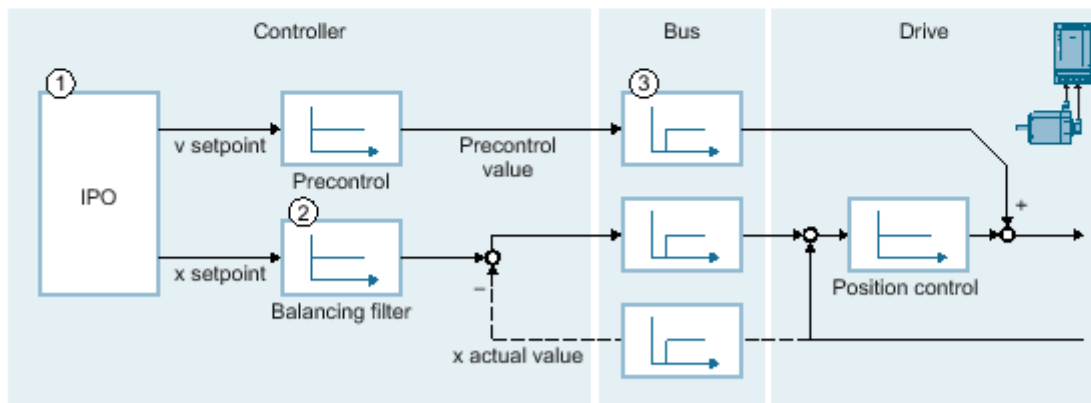 Controller
Bus
Drive
1
3
v setpoint
Precontrol
Precontrol
value
IPO
2
+
x setpoint
Balancing filter
–
Position control
x actual value